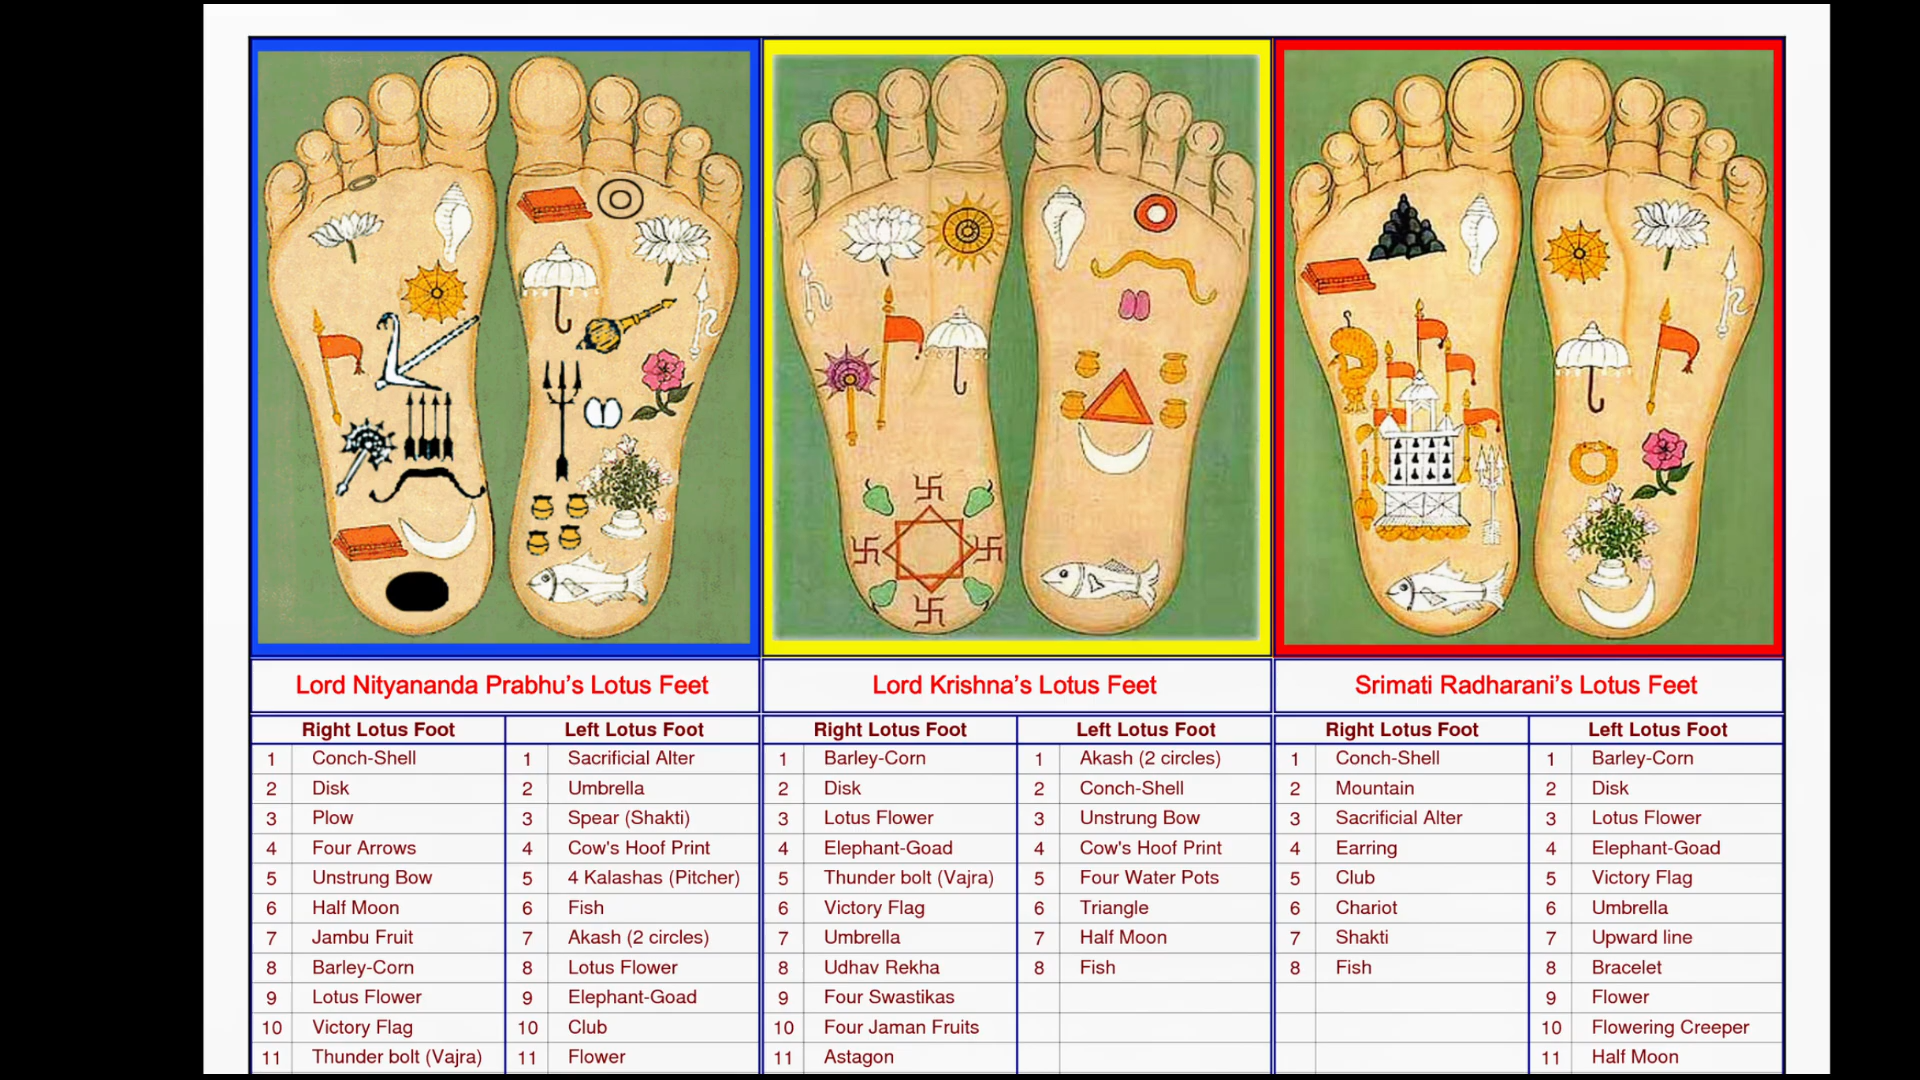 Lord Nityananda Prabhu's Lotus Feet
Lord Krishna's Lotus Feet
Srimati Radharani's Lotus Feet
Right Lotus Foot Left Lotus Foot Right Lotus Foot Left Lotus Foot Right Lotus Foot Left Lotus Foot
1 Conch-Shell 1 Sacrificial Alter 1 Barley-Corn 1 Akash (2 circles) 1 Conch-Shell 1 Barley-Corn
2 Disk 2 Umbrella 2 Disk 2 Conch-Shell 2 Mountain 2 Disk
3 Plow 3 Spear (Shakti) 3 Lotus Flower 3 Unstrung Bow 3 Sacrificial Alter 3 Lotus Flower
4 Four Arrows 4 Cow's Hoof Print 4 Elephant-Goad 4 Cow's Hoof Print 4 Earring 4 Elephant-Goad
5 Unstrung Bow 5 4 Kalashas (Pitcher) 5 Thunder bolt (Vajra) 5 Four Water Pots 5 Club 5 Victory Flag
6 Half Moon 6 Fish 6 Victory Flag 6 Triangle 6 Chariot 6 Umbrella
7 Jambu Fruit 7 Akash (2 circles) 7 Umbrella 7 Half Moon 7 Shakti 7 Upward line
8 Barley-Corn 8 Lotus Flower 8 Udhav Rekha 8 Fish 8 Fish 8 Bracelet
9 Lotus Flower 9 Elephant-Goad 9 Four Swastikas 9 Flower
10 Victory Flag 10 Club 10 Four Jaman Fruits 10 Flowering Creeper
11 Thunder bolt (Vajra) 11 Flower 11 Astagon 11 Half Moon